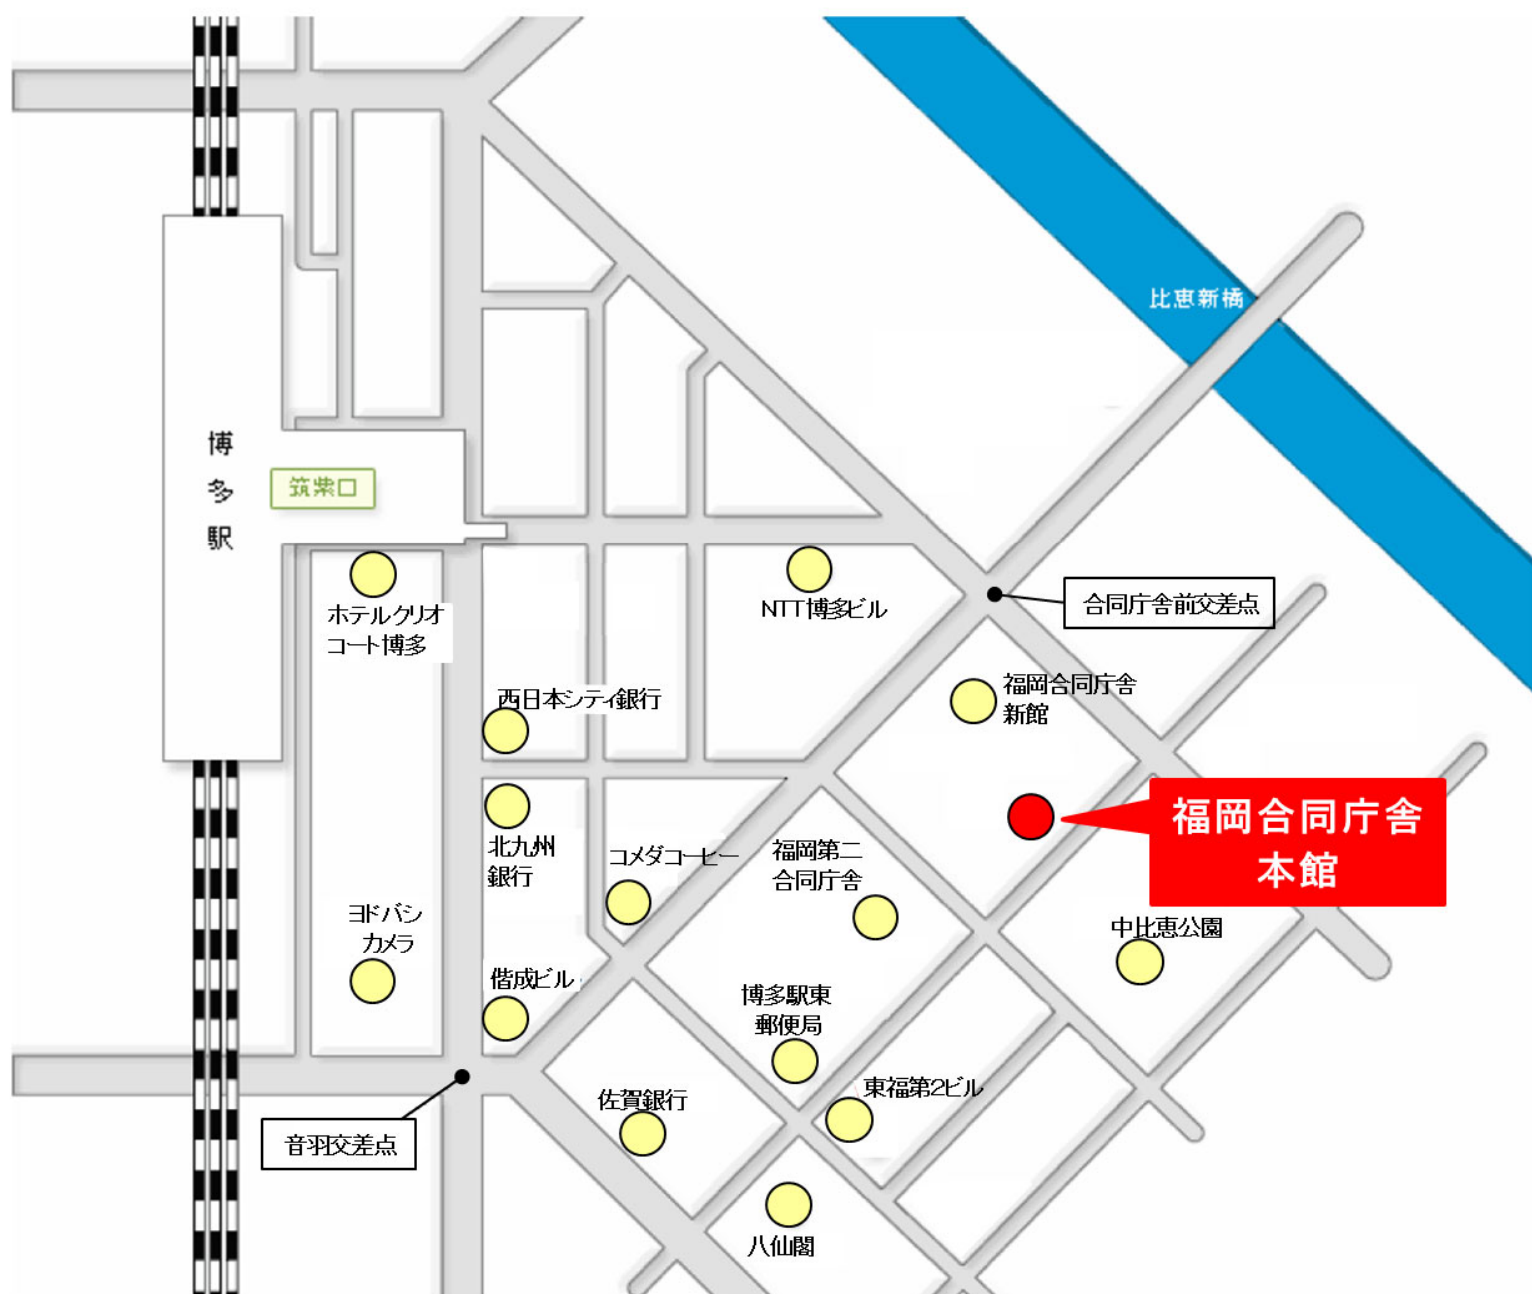 比恵新橋
博多駅
筑紫口
ホテルクリオ
コート博多
NTT博多ビル
合同庁舎前交差点
西日本シティ銀行
福岡合同庁舎
新館
北九州
銀行
コメダコーヒー
福岡第二
合同庁舎
福岡合同庁舎
本館
ヨドバシ
カメラ
中比恵公園
偕成ビル
博多駅東
郵便局
佐賀銀行
東福第2ビル
音羽交差点
八仙閣